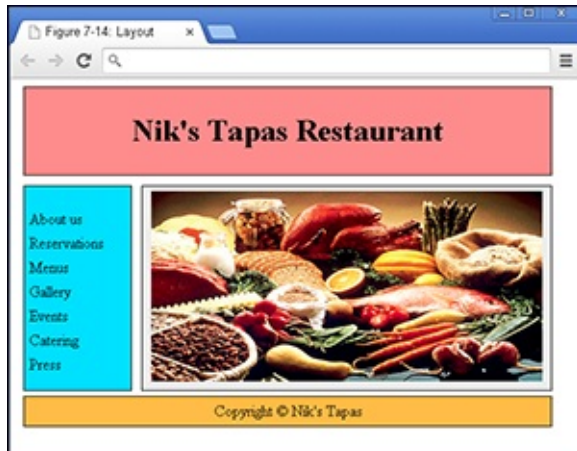 Figure 7-14: Layout
Nik's Tapas Restaurant
About us
Reservations
Menus
Gallery
Events
Catering
Press
Copyright © Nik's Tapas